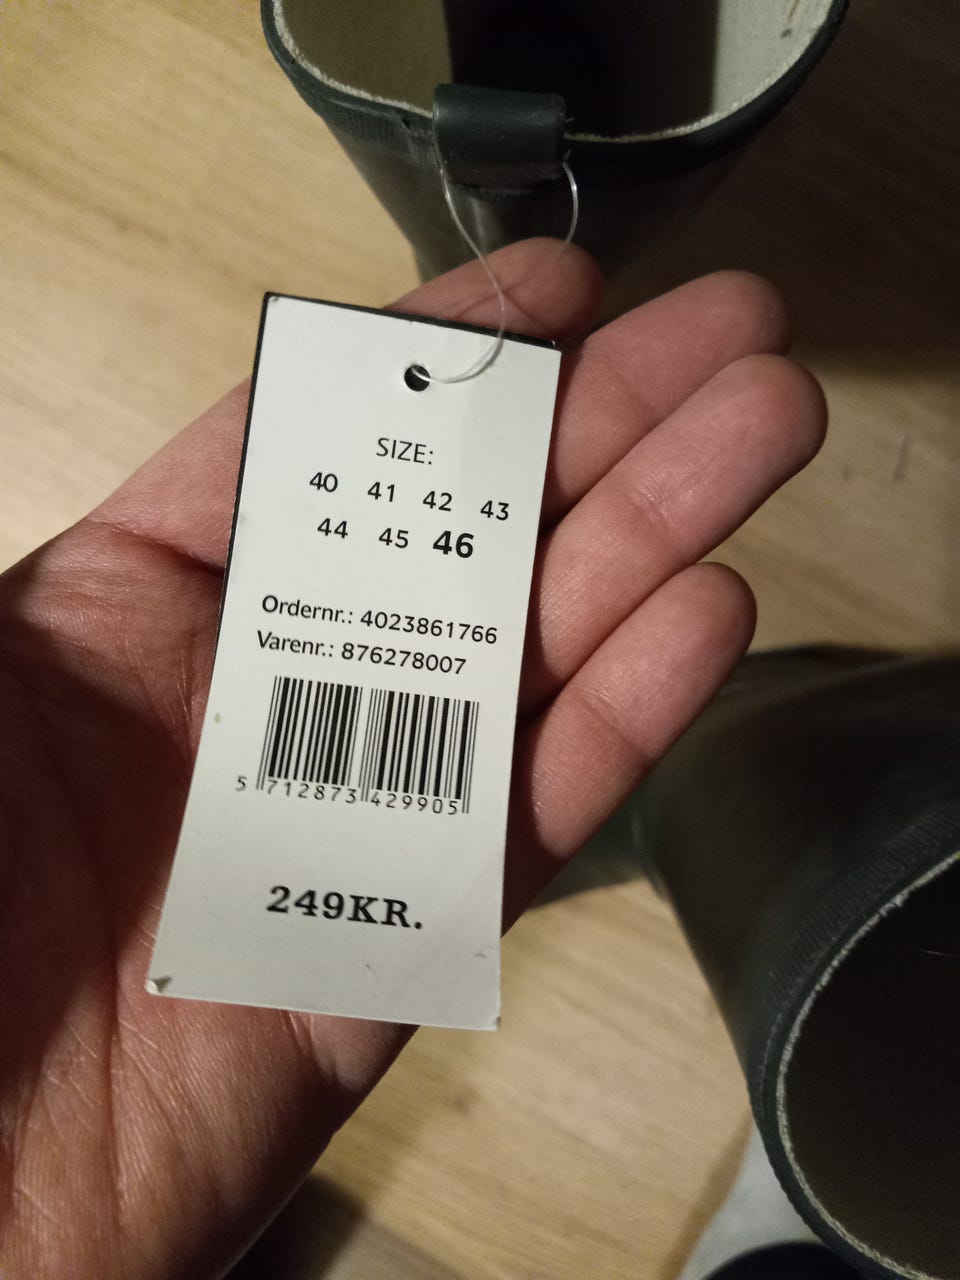 SIZE:
40 41 42 43
44 45 46
Ordernr.: 4023861766
Varenr.: 876278007
5 712873 429905
249KR.